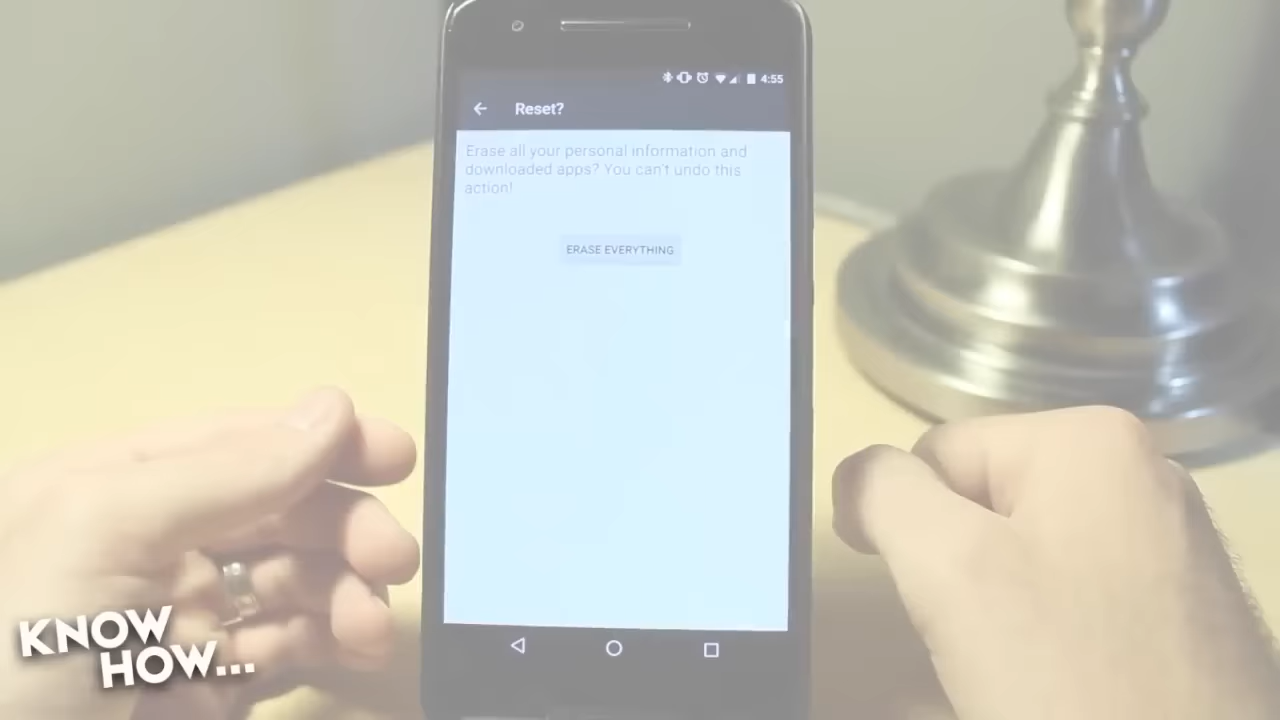 4:55
Reset?
Erase all your personal information and
downloaded apps? You can't undo this
action!
ERASE EVERYTHING
KNOW
HOW...